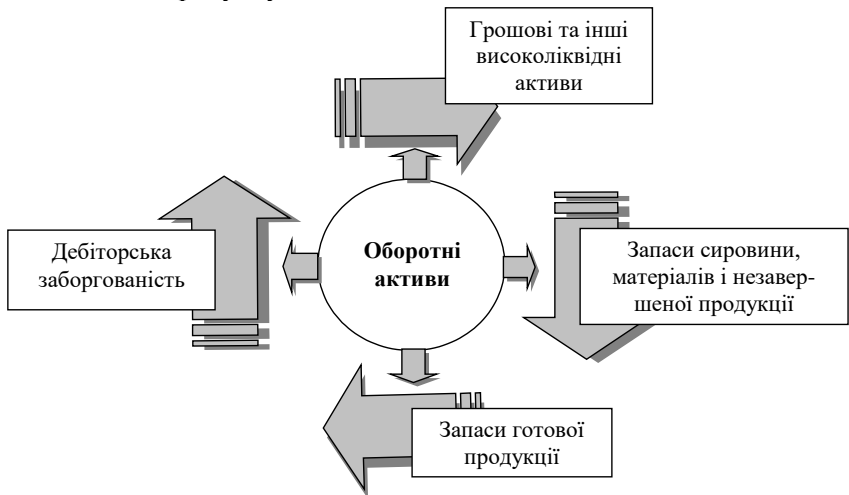 Грошові та інші
високоліквідні
активи
Дебіторська
заборгованість
Оборотні
активи
Запаси сировини,
матеріалів і незавер-
шеної продукції
Запаси готової
продукції